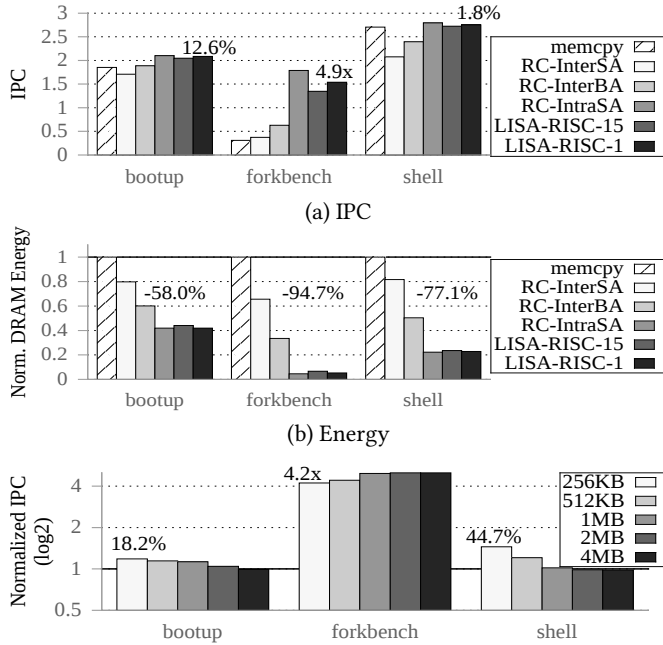 IPC
3
2.5
2
1.5
1
0.5
0
12.6%
4.9x
1.8%
memcpy
RC-InterSA
RC-InterBA
RC-IntraSA
LISA-RISC-15
LISA-RISC-1
bootup
forkbench
shell
(a) IPC
Norm. DRAM Energy
1
0.8
0.6
0.4
0.2
0
-58.0%
-94.7%
-77.1%
memcpy
RC-InterSA
RC-InterBA
RC-IntraSA
LISA-RISC-15
LISA-RISC-1
bootup
forkbench
shell
(b) Energy
Normalized IPC
(log2)
4
2
1
0.5
18.2%
4.2x
44.7%
256KB
512KB
1MB
2MB
4MB
bootup
forkbench
shell